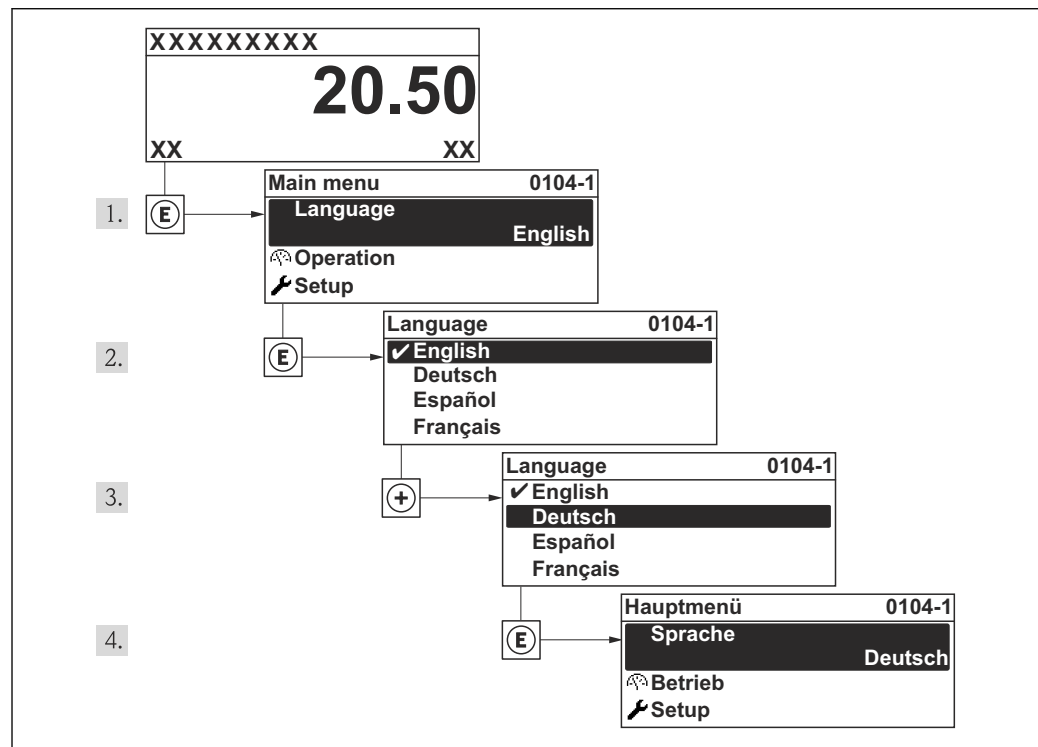 XXXXXXXXX
20.50
XX XX
1. E
Main menu 0104-1
Language
English
Operation
Setup
2. E
Language 0104-1
✔ English
Deutsch
Español
Français
3. +
Language 0104-1
✔ English
Deutsch
Español
Français
4. E
Hauptmenü 0104-1
Sprache
Deutsch
Betrieb
Setup